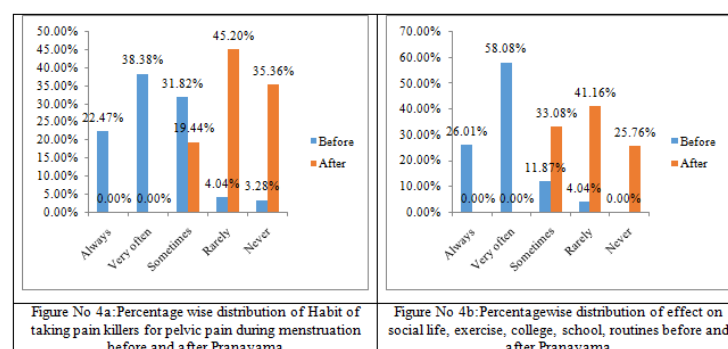 50.00%
45.00%
40.00%
35.00%
30.00%
25.00%
20.00%
15.00%
10.00%
5.00%
0.00%
22.47%
0.00%
38.38%
0.00%
31.82%
19.44%
4.04%
45.20%
3.28%
35.36%
Always
Very often
Sometimes
Rarely
Never
Before
After
Figure No 4a:Percentage wise distribution of Habit of
taking pain killers for pelvic pain during menstruation
before and after Pranayama
70.00%
60.00%
50.00%
40.00%
30.00%
20.00%
10.00%
0.00%
26.01%
0.00%
58.08%
0.00%
11.87%
33.08%
4.04%
41.16%
0.00%
25.76%
Always
Very often
Sometimes
Rarely
Never
Before
After
Figure No 4b:Percentagewise distribution of effect on
social life, exercise, college, school, routines before and
after Pranayama